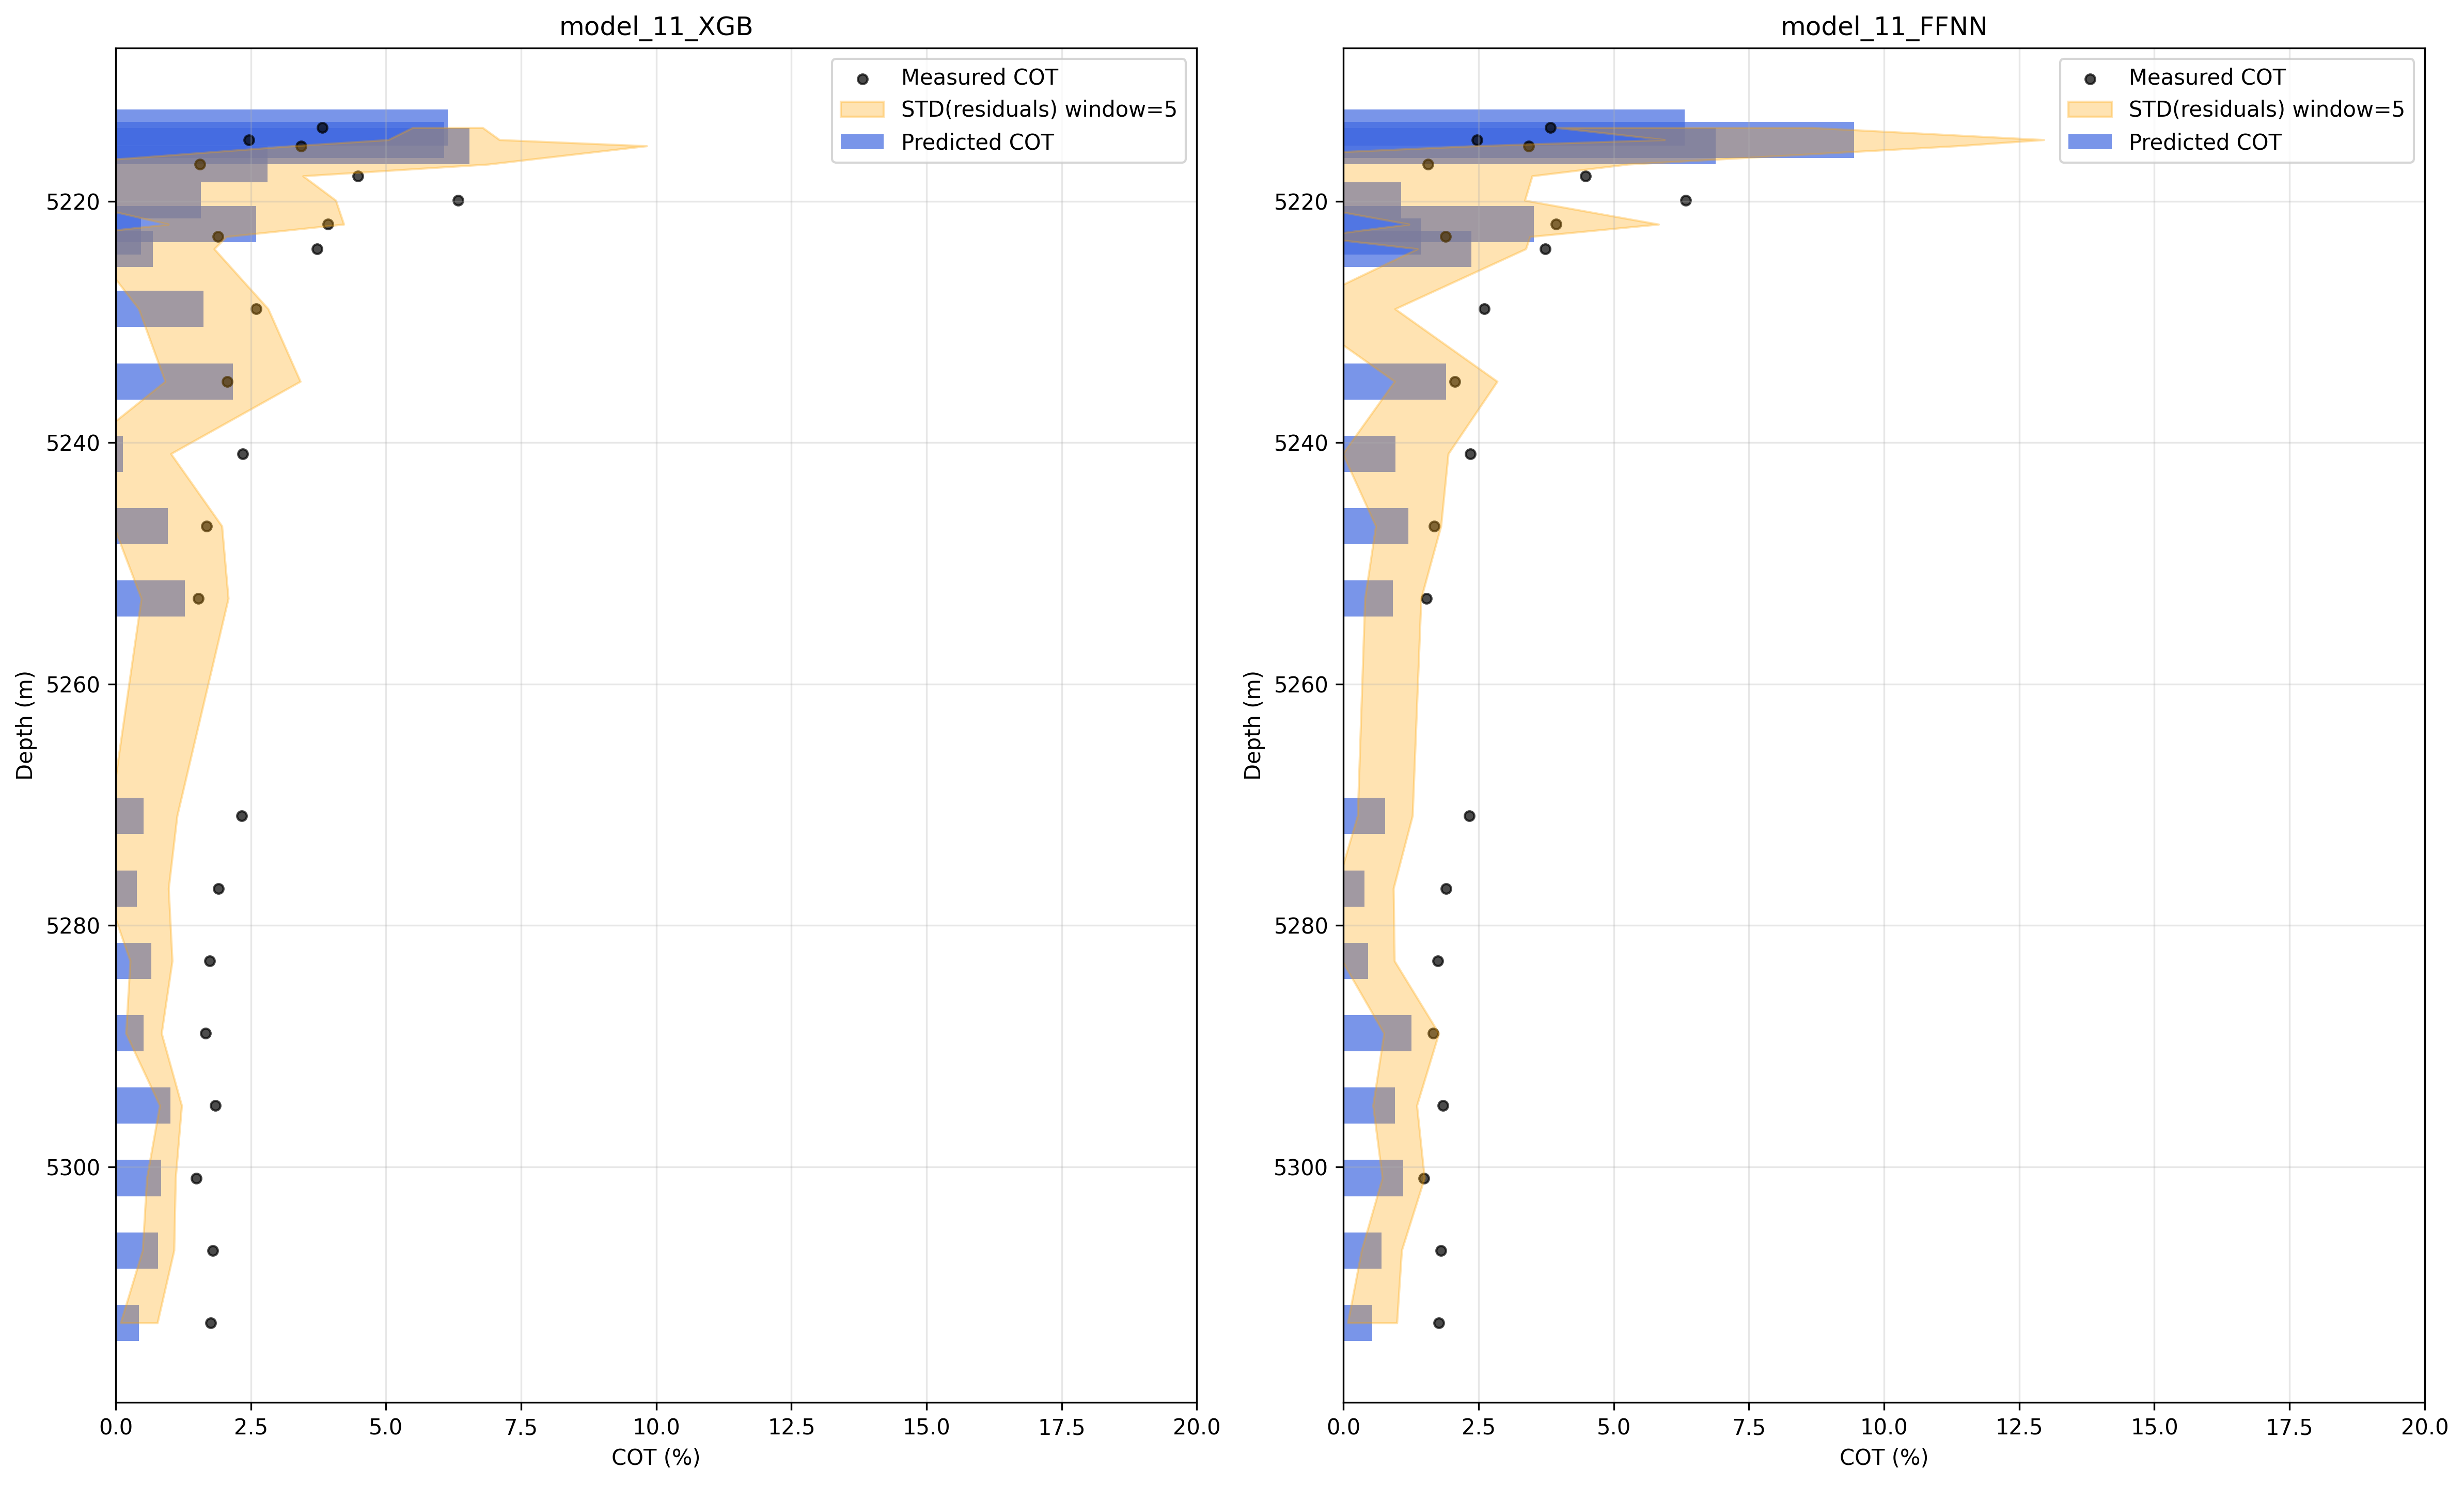 model_11_XGB
Measured COT
STD(residuals) window=5
Predicted COT
5220
5240
5260
5280
5300
Depth (m)
0.0 2.5 5.0 7.5 10.0 12.5 15.0 17.5 20.0
COT (%)
model_11_FFNN
Measured COT
STD(residuals) window=5
Predicted COT
5220
5240
5260
5280
5300
Depth (m)
0.0 2.5 5.0 7.5 10.0 12.5 15.0 17.5 20.0
COT (%)